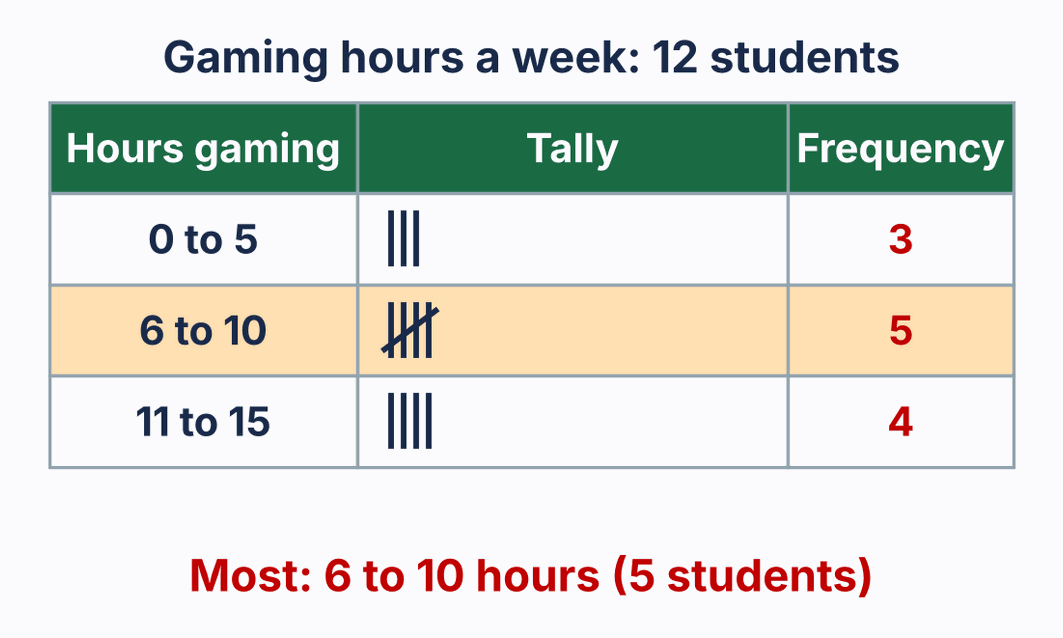 Gaming hours a week: 12 students
Hours gaming Tally Frequency
0 to 5 3
6 to 10 5
11 to 15 4
Most: 6 to 10 hours (5 students)